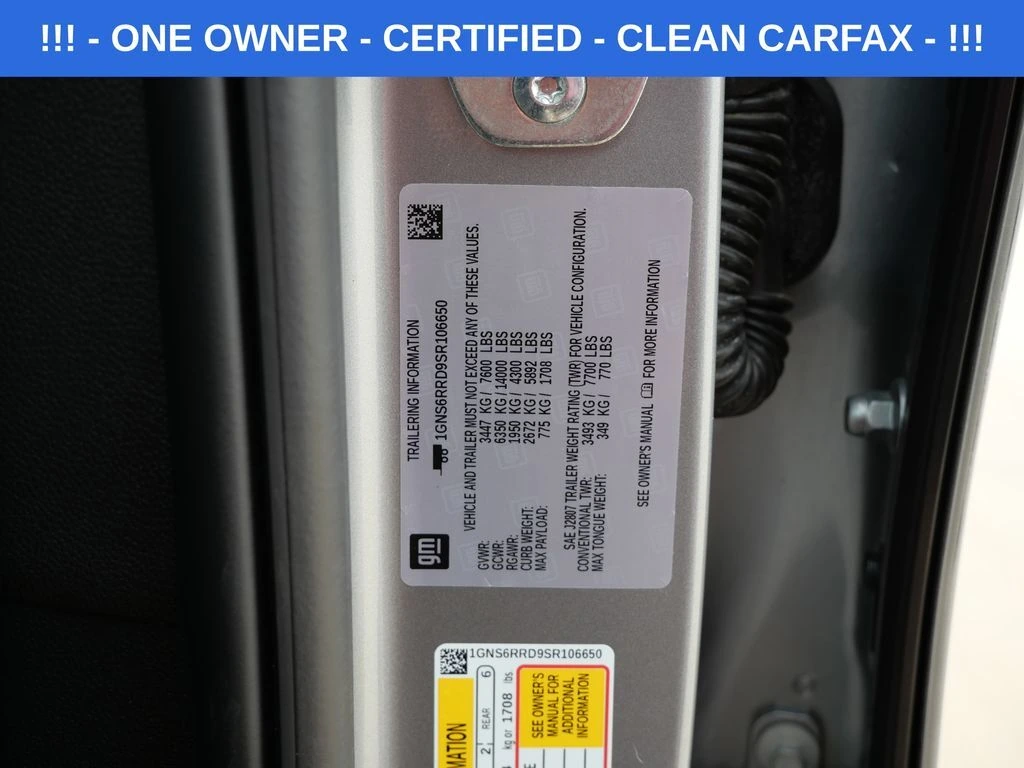 !!! - ONE OWNER - CERTIFIED - CLEAN CARFAX - !!!
gm
TRAILERING INFORMATION
1GNS6RRD9SR106650
VEHICLE AND TRAILER MUST NOT EXCEED ANY OF THESE VALUES.
GVWR: 3447 KG / 7600 LBS
GCWR: 6350 KG / 14000 LBS
RGAWR: 1950 KG / 4300 LBS
CURB WEIGHT: 2672 KG / 5892 LBS
MAX PAYLOAD: 775 KG / 1708 LBS
SAE J2807 TRAILER WEIGHT RATING (TWR) FOR VEHICLE CONFIGURATION.
CONVENTIONAL TWR: 3493 KG / 7700 LBS
MAX TONGUE WEIGHT: 349 KG / 770 LBS
SEE OWNER'S MANUAL FOR MORE INFORMATION
1GNS6RRD9SR106650
MATION
2 REAR 6
kg or 1708 lbs.
SEE OWNER'S
MANUAL FOR
ADDITIONAL
INFORMATION